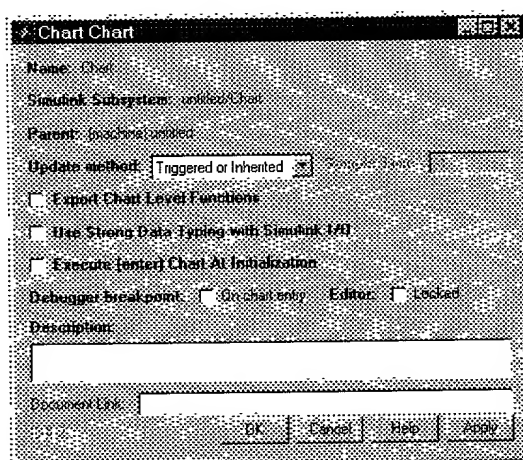 Chart Chart
Name: Chart
Simulink Subsystem: untitled/Chart
Parent: (machine) untitled
Update method: Triggered or Inherited Sample Time:
Export Chart Level Functions
Use Strong Data Typing with Simulink I/O
Execute (enter) Chart At Initialization
Debugger breakpoint: On chart entry Editor: Locked
Description:
Document Link:
OK Cancel Help Apply